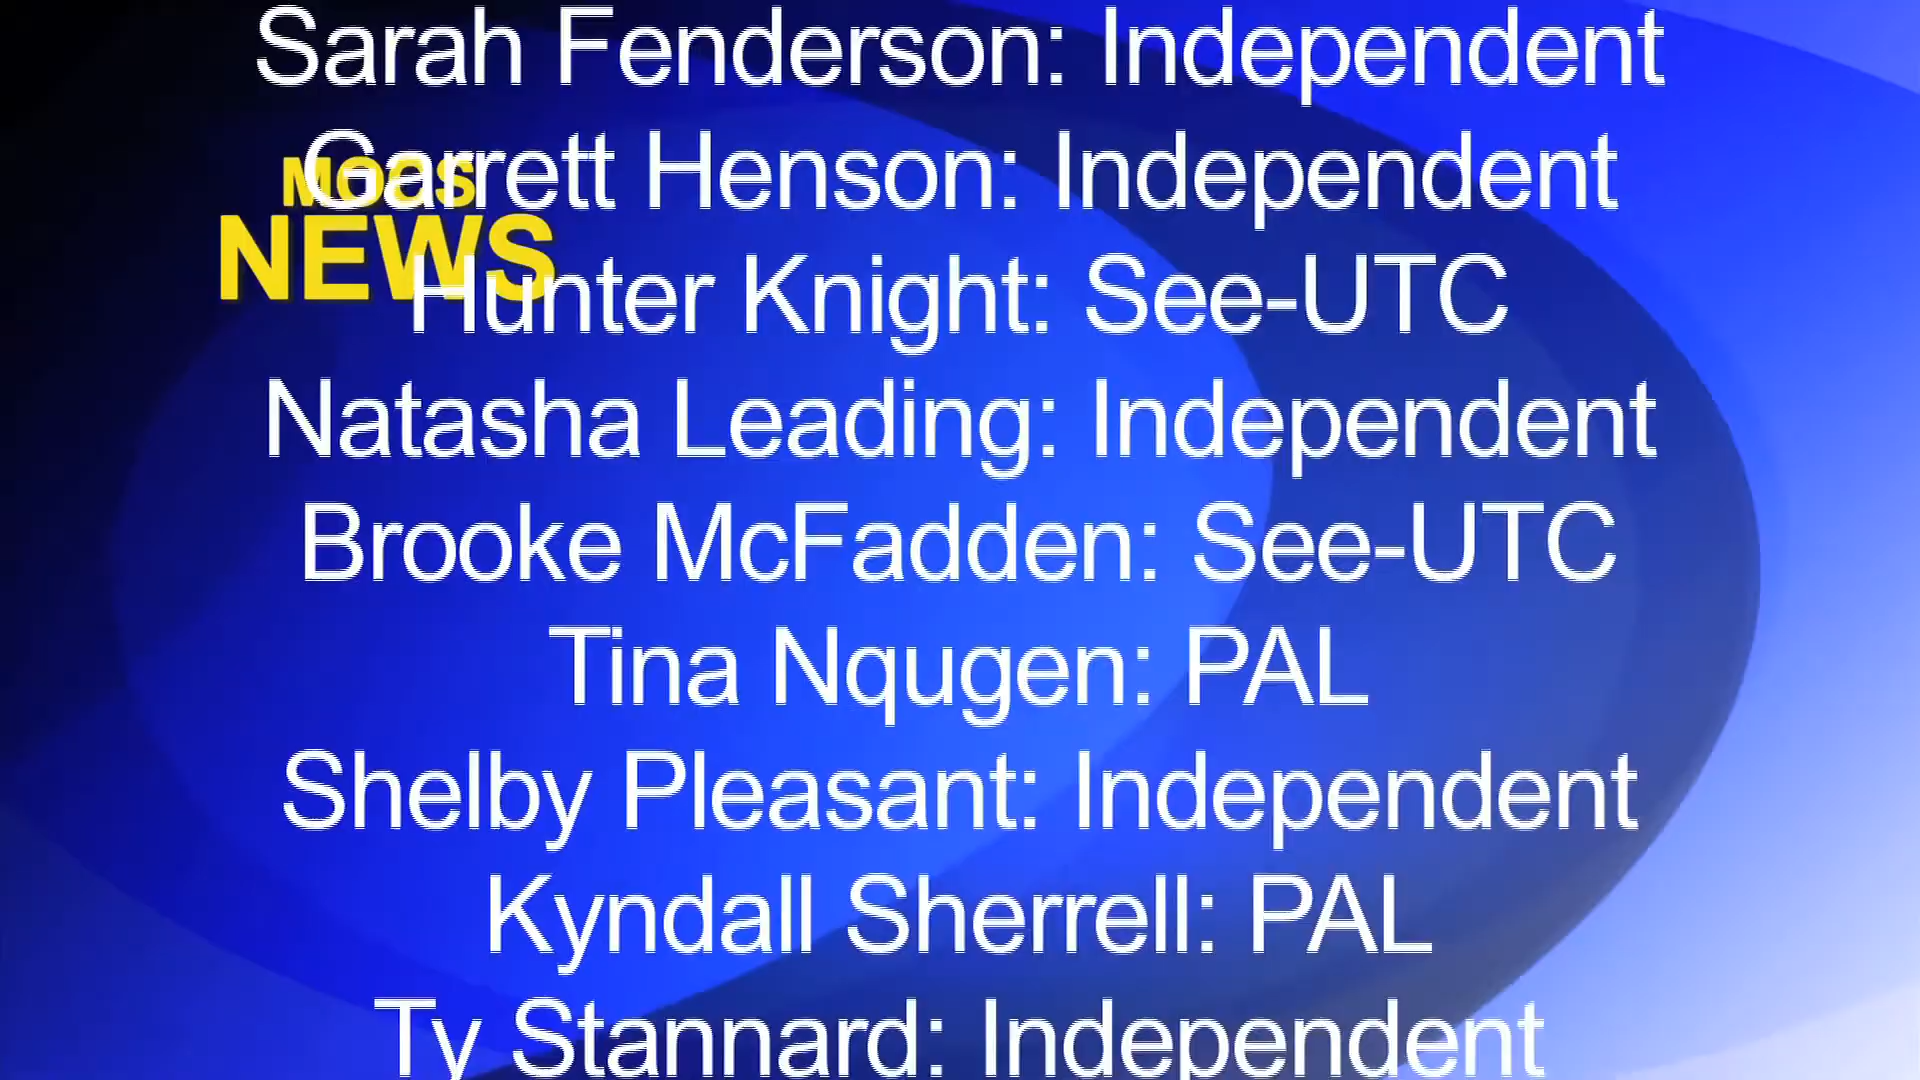 Sarah Fenderson: Independent
MOCS
Garrett Henson: Independent
NEWS
Hunter Knight: See-UTC
Natasha Leading: Independent
Brooke McFadden: See-UTC
Tina Nqugen: PAL
Shelby Pleasant: Independent
Kyndall Sherrell: PAL
Ty Stannard: Independent